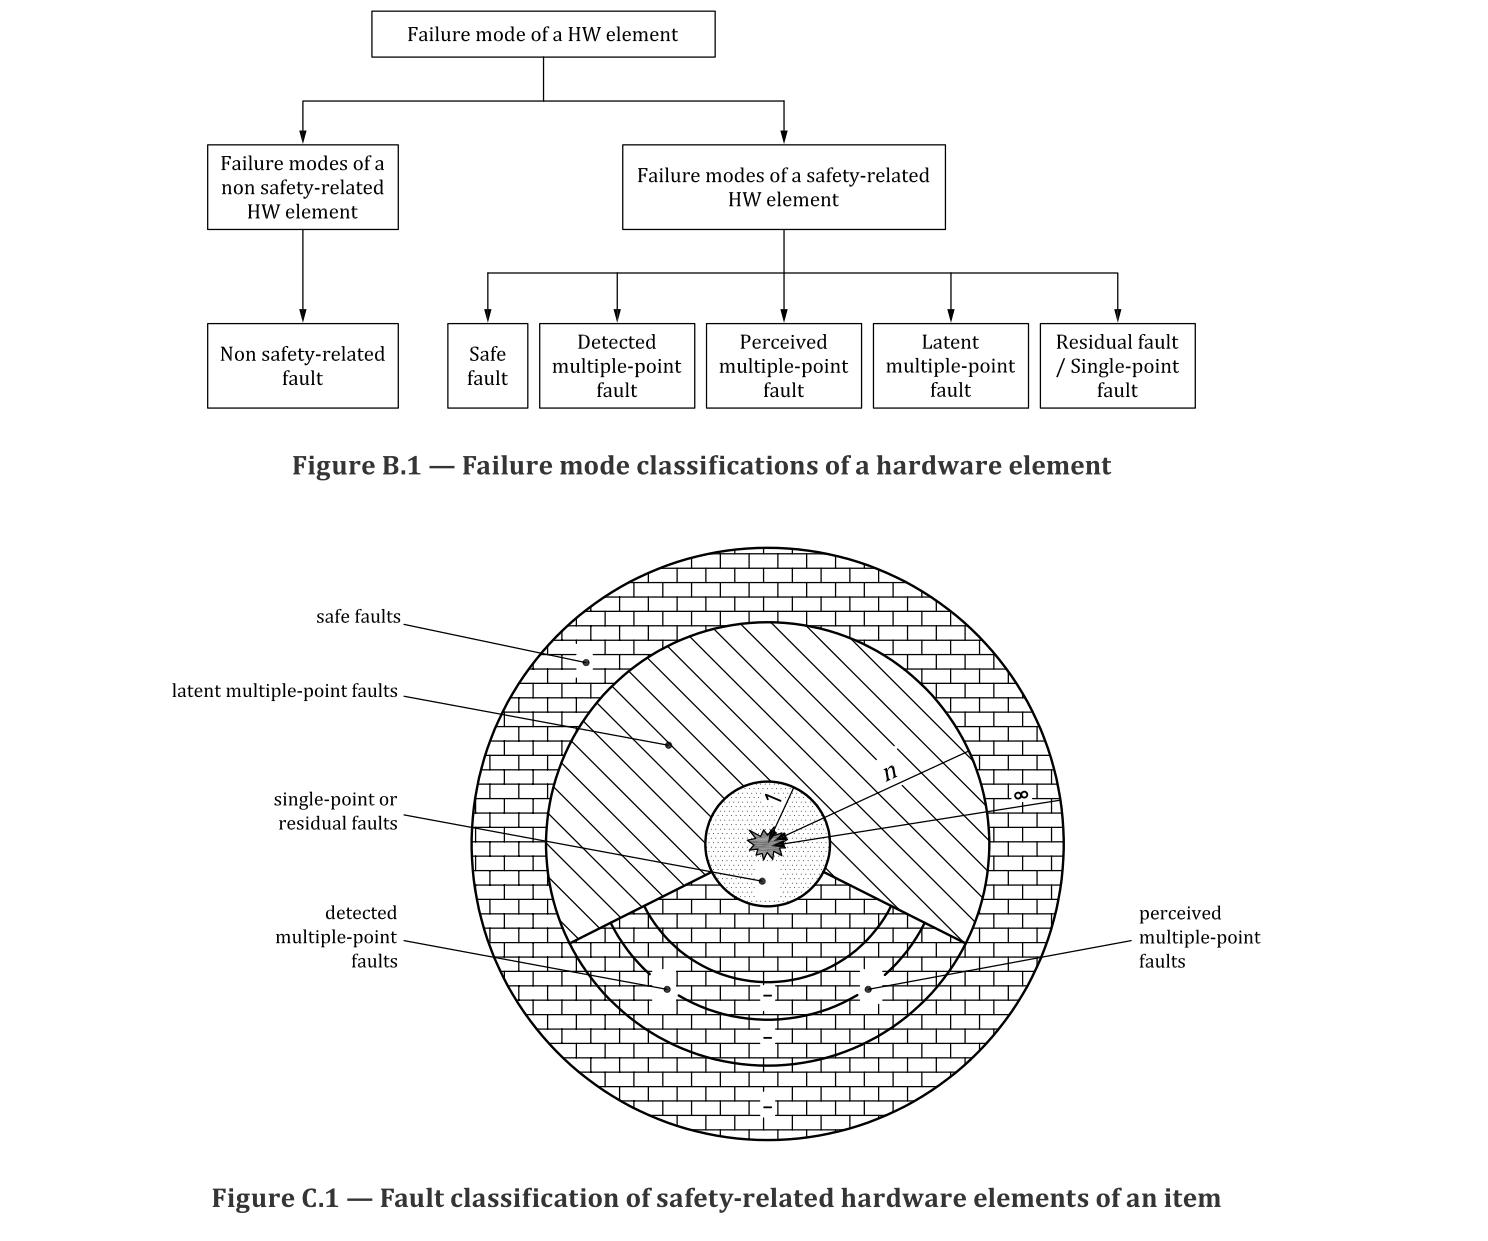 Failure mode of a HW element
Failure modes of a
non safety-related
HW element
Failure modes of a safety-related
HW element
Non safety-related
fault
Safe
fault
Detected
multiple-point
fault
Perceived
multiple-point
fault
Latent
multiple-point
fault
Residual fault
/ Single-point
fault
Figure B.1 — Failure mode classifications of a hardware element
safe faults
latent multiple-point faults
single-point or
residual faults
detected
multiple-point
faults
perceived
multiple-point
faults
1
n
∞
Figure C.1 — Fault classification of safety-related hardware elements of an item